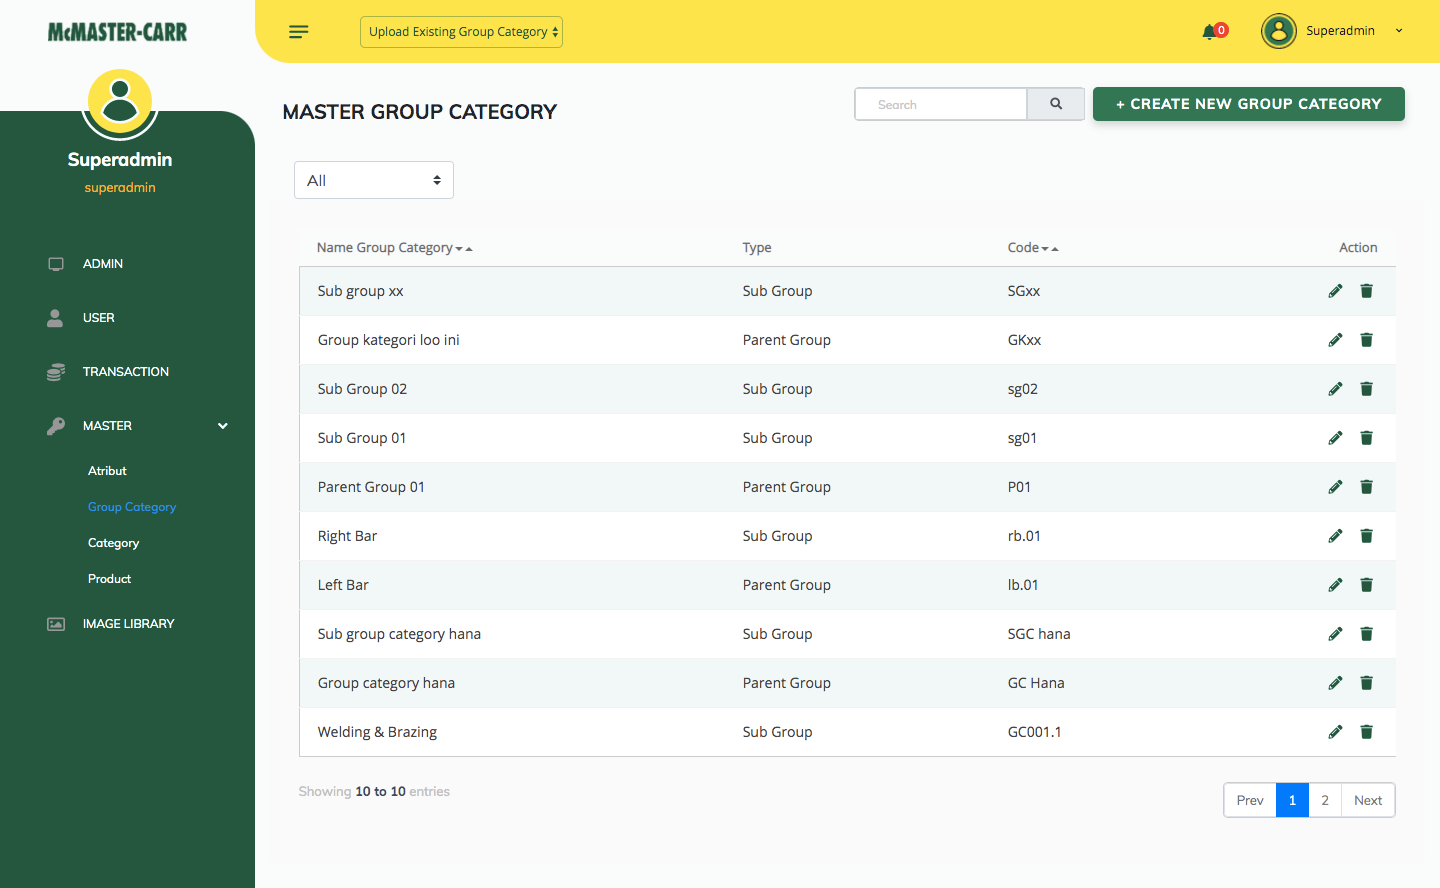 McMASTER-CARR
Upload Existing Group Category
0
Superadmin
Superadmin
superadmin
ADMIN
USER
TRANSACTION
MASTER
Atribut
Group Category
Category
Product
IMAGE LIBRARY
MASTER GROUP CATEGORY
Search
+ CREATE NEW GROUP CATEGORY
All
Name Group Category Type Code Action
Sub group xx Sub Group SGxx
Group kategori loo ini Parent Group GKxx
Sub Group 02 Sub Group sg02
Sub Group 01 Sub Group sg01
Parent Group 01 Parent Group P01
Right Bar Sub Group rb.01
Left Bar Parent Group lb.01
Sub group category hana Sub Group SGC hana
Group category hana Parent Group GC Hana
Welding & Brazing Sub Group GC001.1
Showing 10 to 10 entries
Prev 1 2 Next